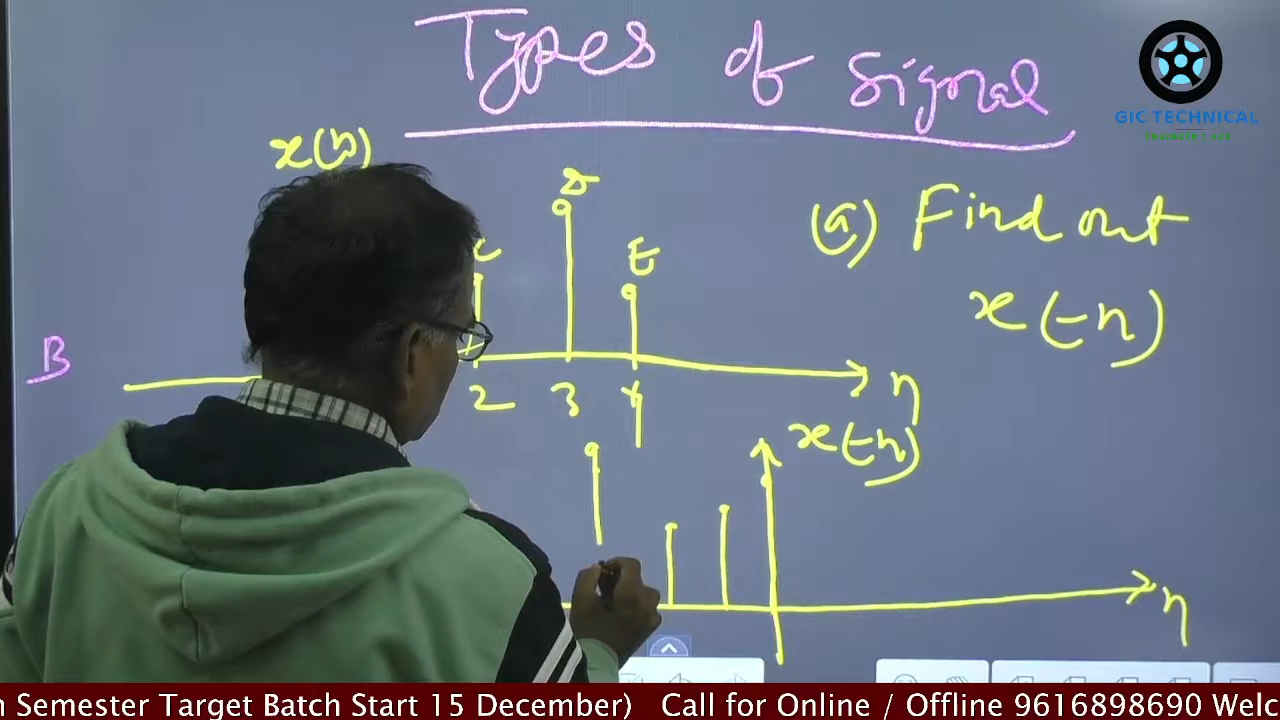 Types of Signal
GIC TECHNICAL
x(n)
(a) Find out
x(-n)
C
E
B
2 3 4
n
x(-n)
n
Semester Target Batch Start 15 December) Call for Online / Offline 9616898690 Welc